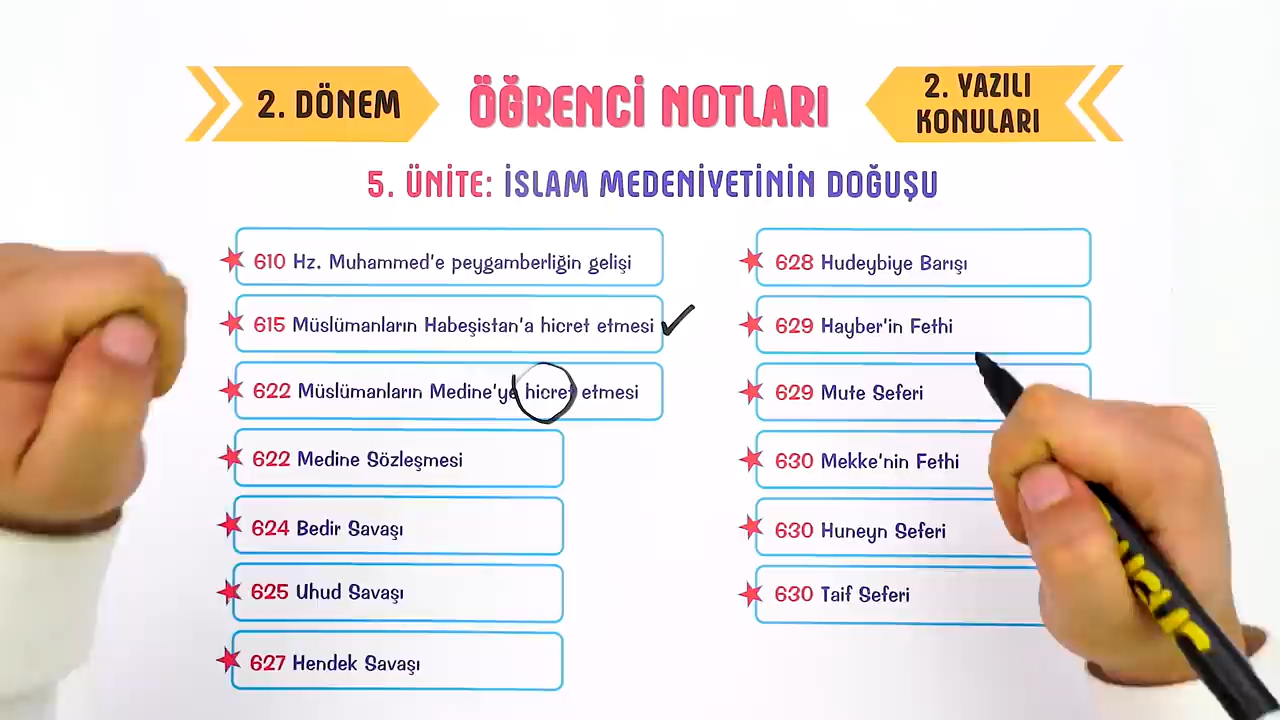 2. DÖNEM
ÖĞRENCİ NOTLARI
2. YAZILI
KONULARI
5. ÜNİTE: İSLAM MEDENİYETİNİN DOĞUŞU
610 Hz. Muhammed'e peygamberliğin gelişi
615 Müslümanların Habeşistan'a hicret etmesi
622 Müslümanların Medine'ye hicret etmesi
622 Medine Sözleşmesi
624 Bedir Savaşı
625 Uhud Savaşı
627 Hendek Savaşı
628 Hudeybiye Barışı
629 Hayber'in Fethi
629 Mute Seferi
630 Mekke'nin Fethi
630 Huneyn Seferi
630 Taif Seferi